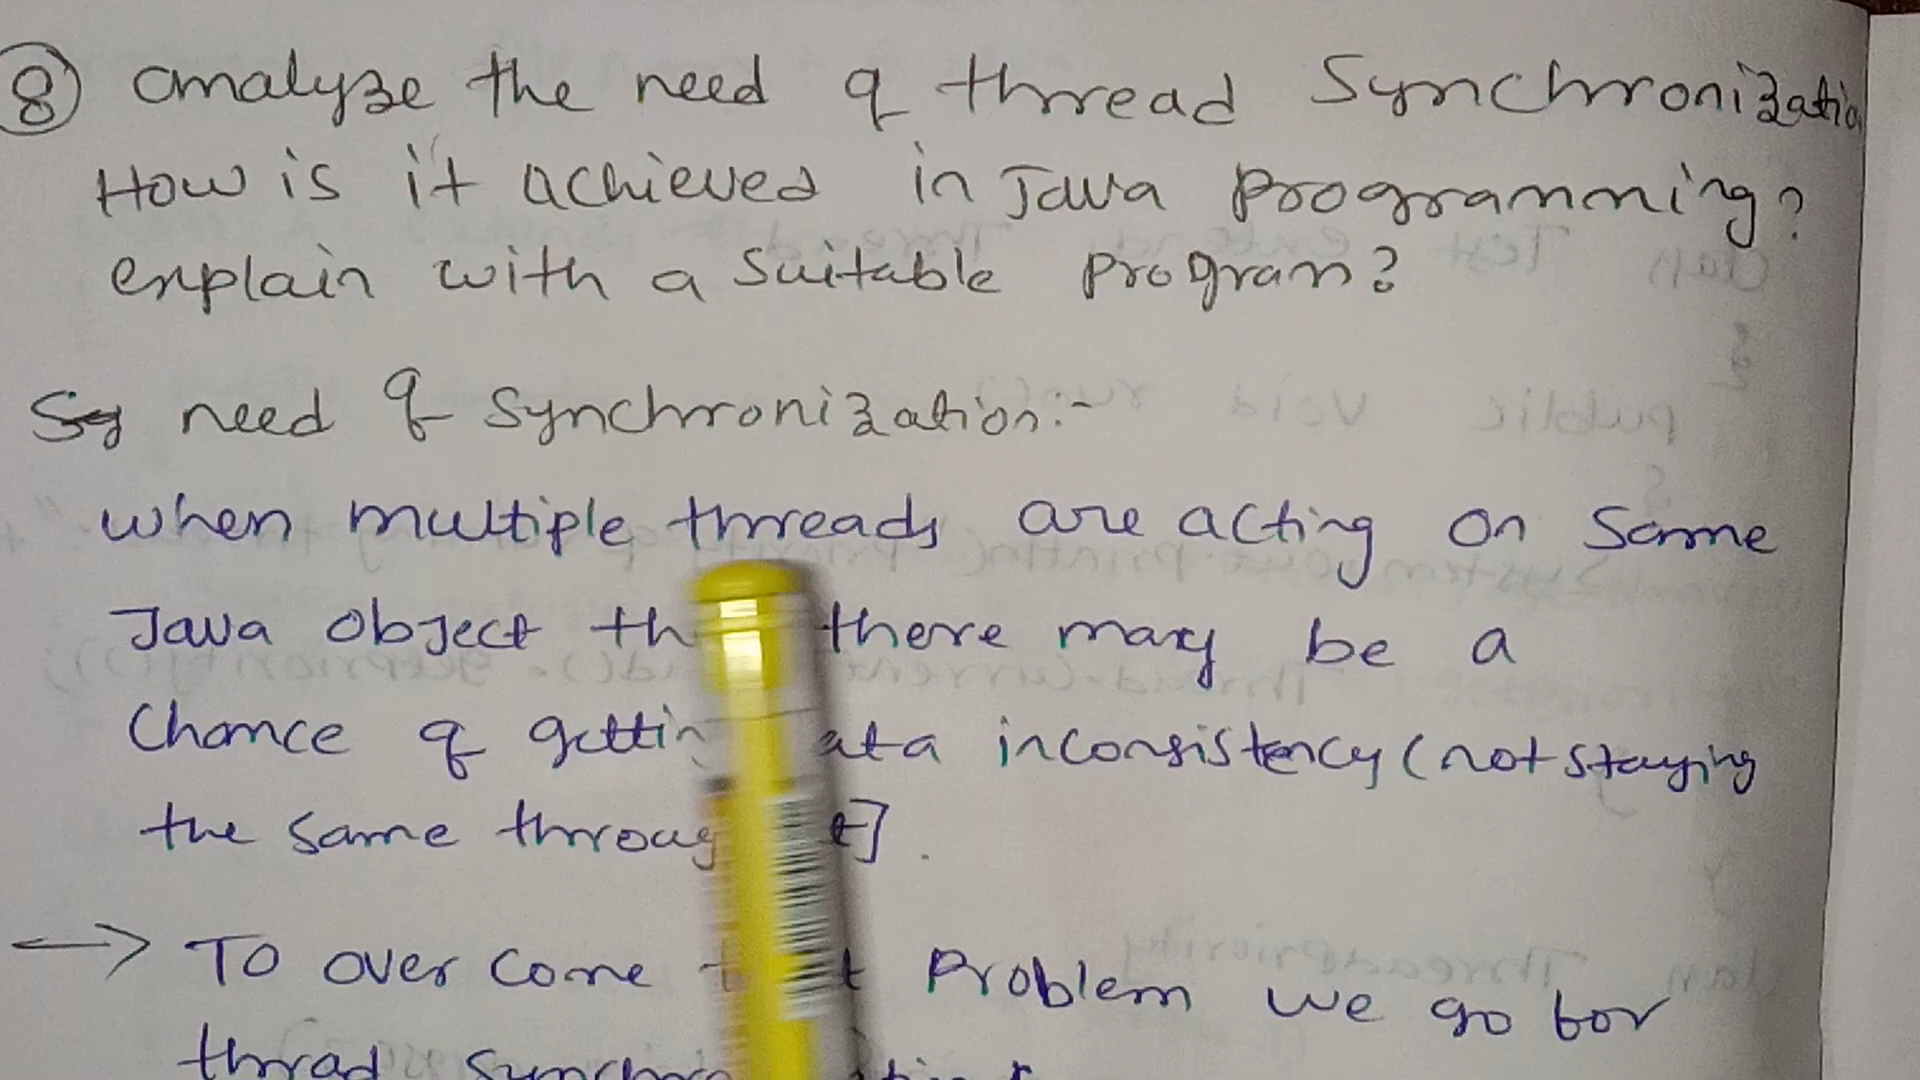 8 analyze the need of thread Synchronization
How is it achieved in Java programming?
explain with a suitable program?
need of synchronization:-
when multiple threads are acting on same
Java object there may be a
chance of data inconsistency (not staying
the same
→ To over come problem we go for
thread